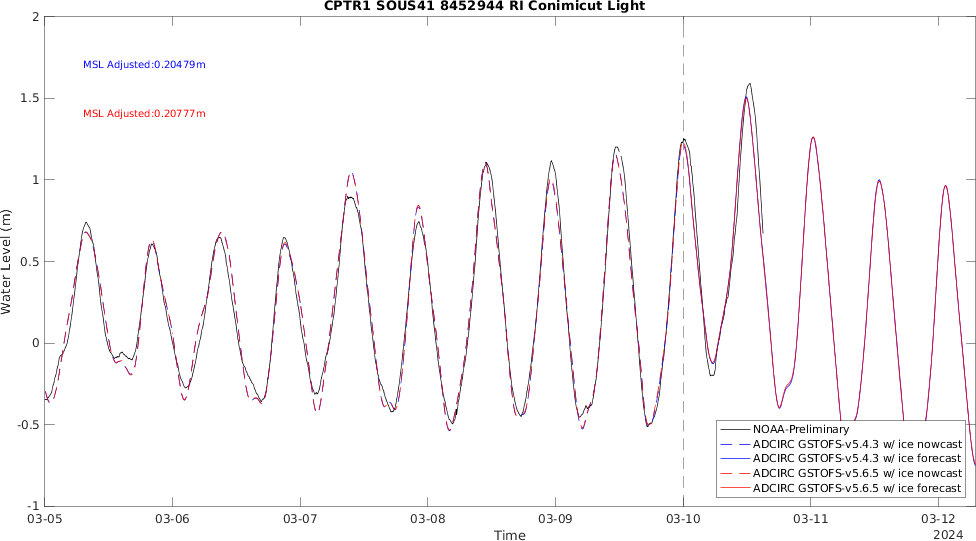 CPTR1 SOUS41 8452944 RI Conimicut Light
MSL Adjusted:0.20479m
MSL Adjusted:0.20777m
Water Level (m)
2
1.5
1
0.5
0
-0.5
-1
NOAA-Preliminary
ADCIRC GSTOFS-v5.4.3 w/ ice nowcast
ADCIRC GSTOFS-v5.4.3 w/ ice forecast
ADCIRC GSTOFS-v5.6.5 w/ ice nowcast
ADCIRC GSTOFS-v5.6.5 w/ ice forecast
03-05 03-06 03-07 03-08 03-09 03-10 03-11 03-12
Time
2024